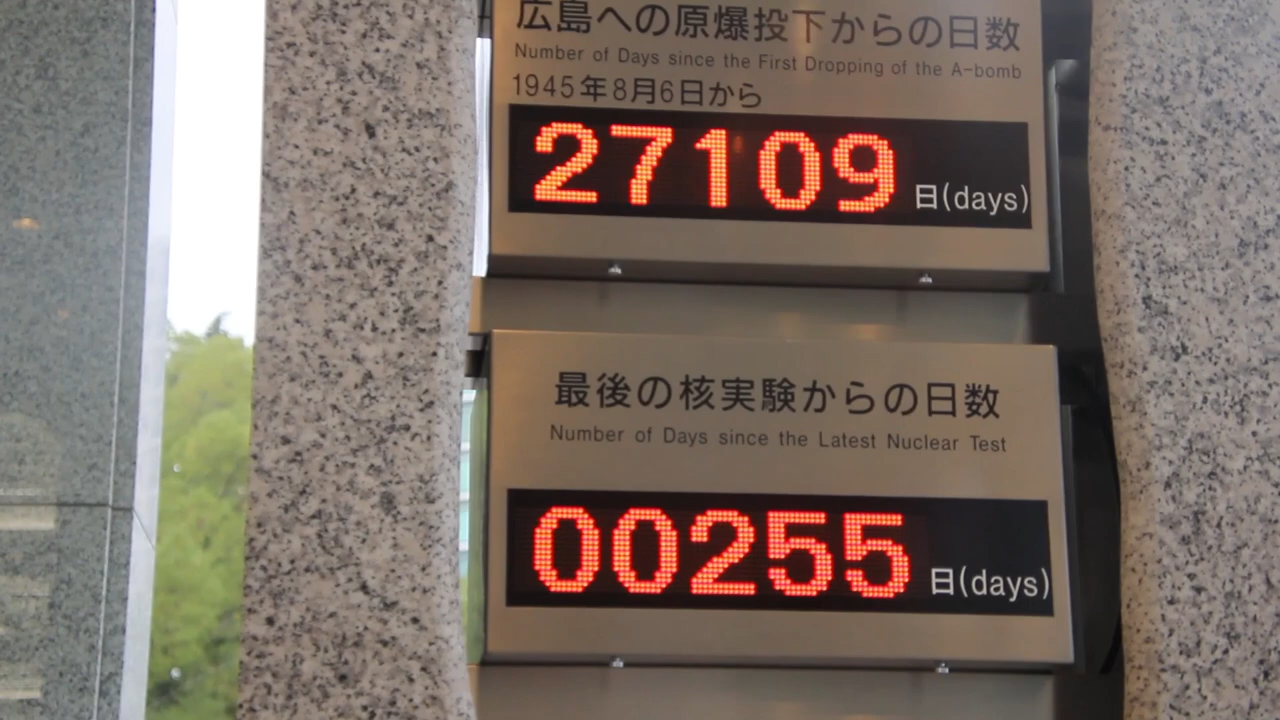 広島への原爆投下からの日数
Number of Days since the First Dropping of the A-bomb
1945年8月6日から
27109 日(days)
最後の核実験からの日数
Number of Days since the Latest Nuclear Test
00255 日(days)